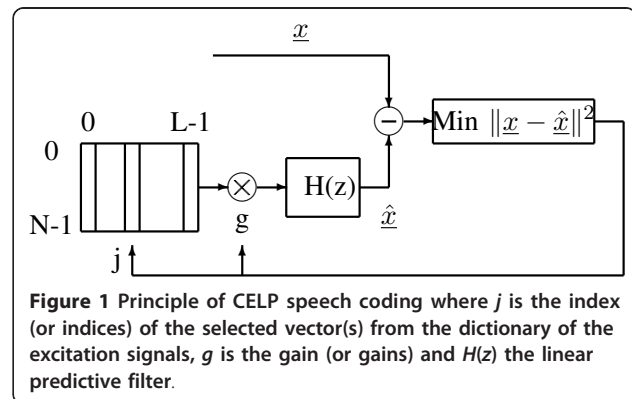 x
0 L-1
0
N-1
g
j
H(z)
x̂
−
×
Min ‖x − x̂‖²
Figure 1 Principle of CELP speech coding where j is the index
(or indices) of the selected vector(s) from the dictionary of the
excitation signals, g is the gain (or gains) and H(z) the linear
predictive filter.